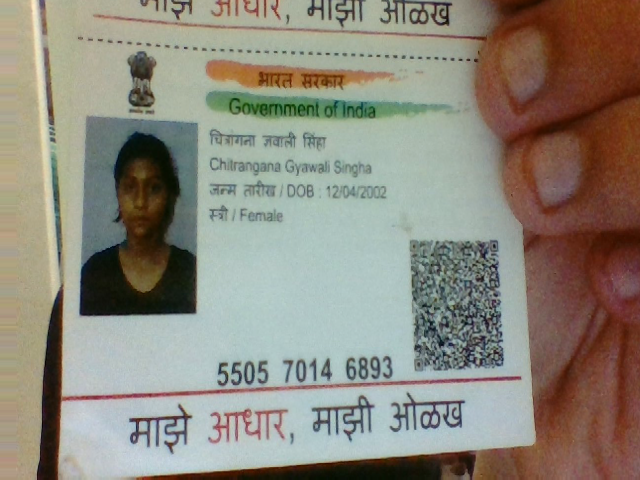 माझे आधार, माझी ओळख
भारत सरकार
Government of India
चित्रांगना ज्ञवाली सिंहा
Chitrangana Gyawali Singha
जन्म तारीख / DOB : 12/04/2002
स्त्री / Female
5505 7014 6893
माझे आधार, माझी ओळख